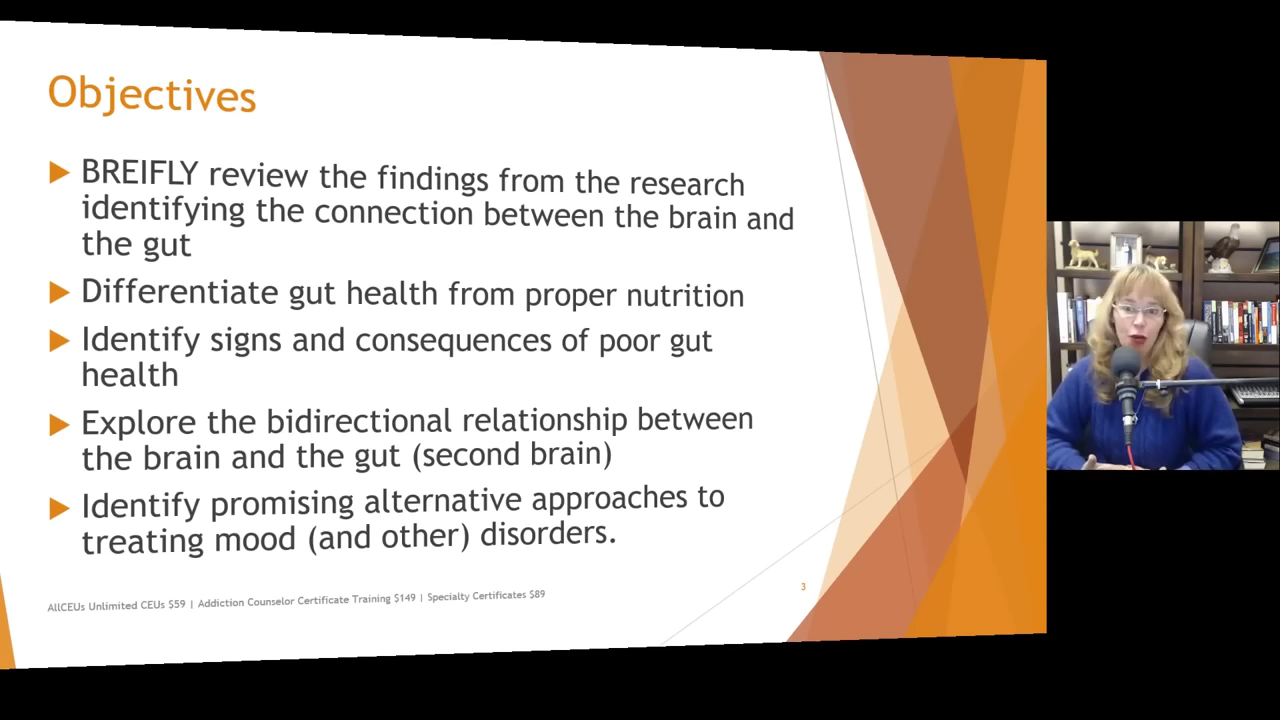 Objectives
BREIFLY review the findings from the research
identifying the connection between the brain and
the gut
Differentiate gut health from proper nutrition
Identify signs and consequences of poor gut
health
Explore the bidirectional relationship between
the brain and the gut (second brain)
Identify promising alternative approaches to
treating mood (and other) disorders.
AllCEUs Unlimited CEUs $59 | Addiction Counselor Certificate Training $149 | Specialty Certificates $89
3